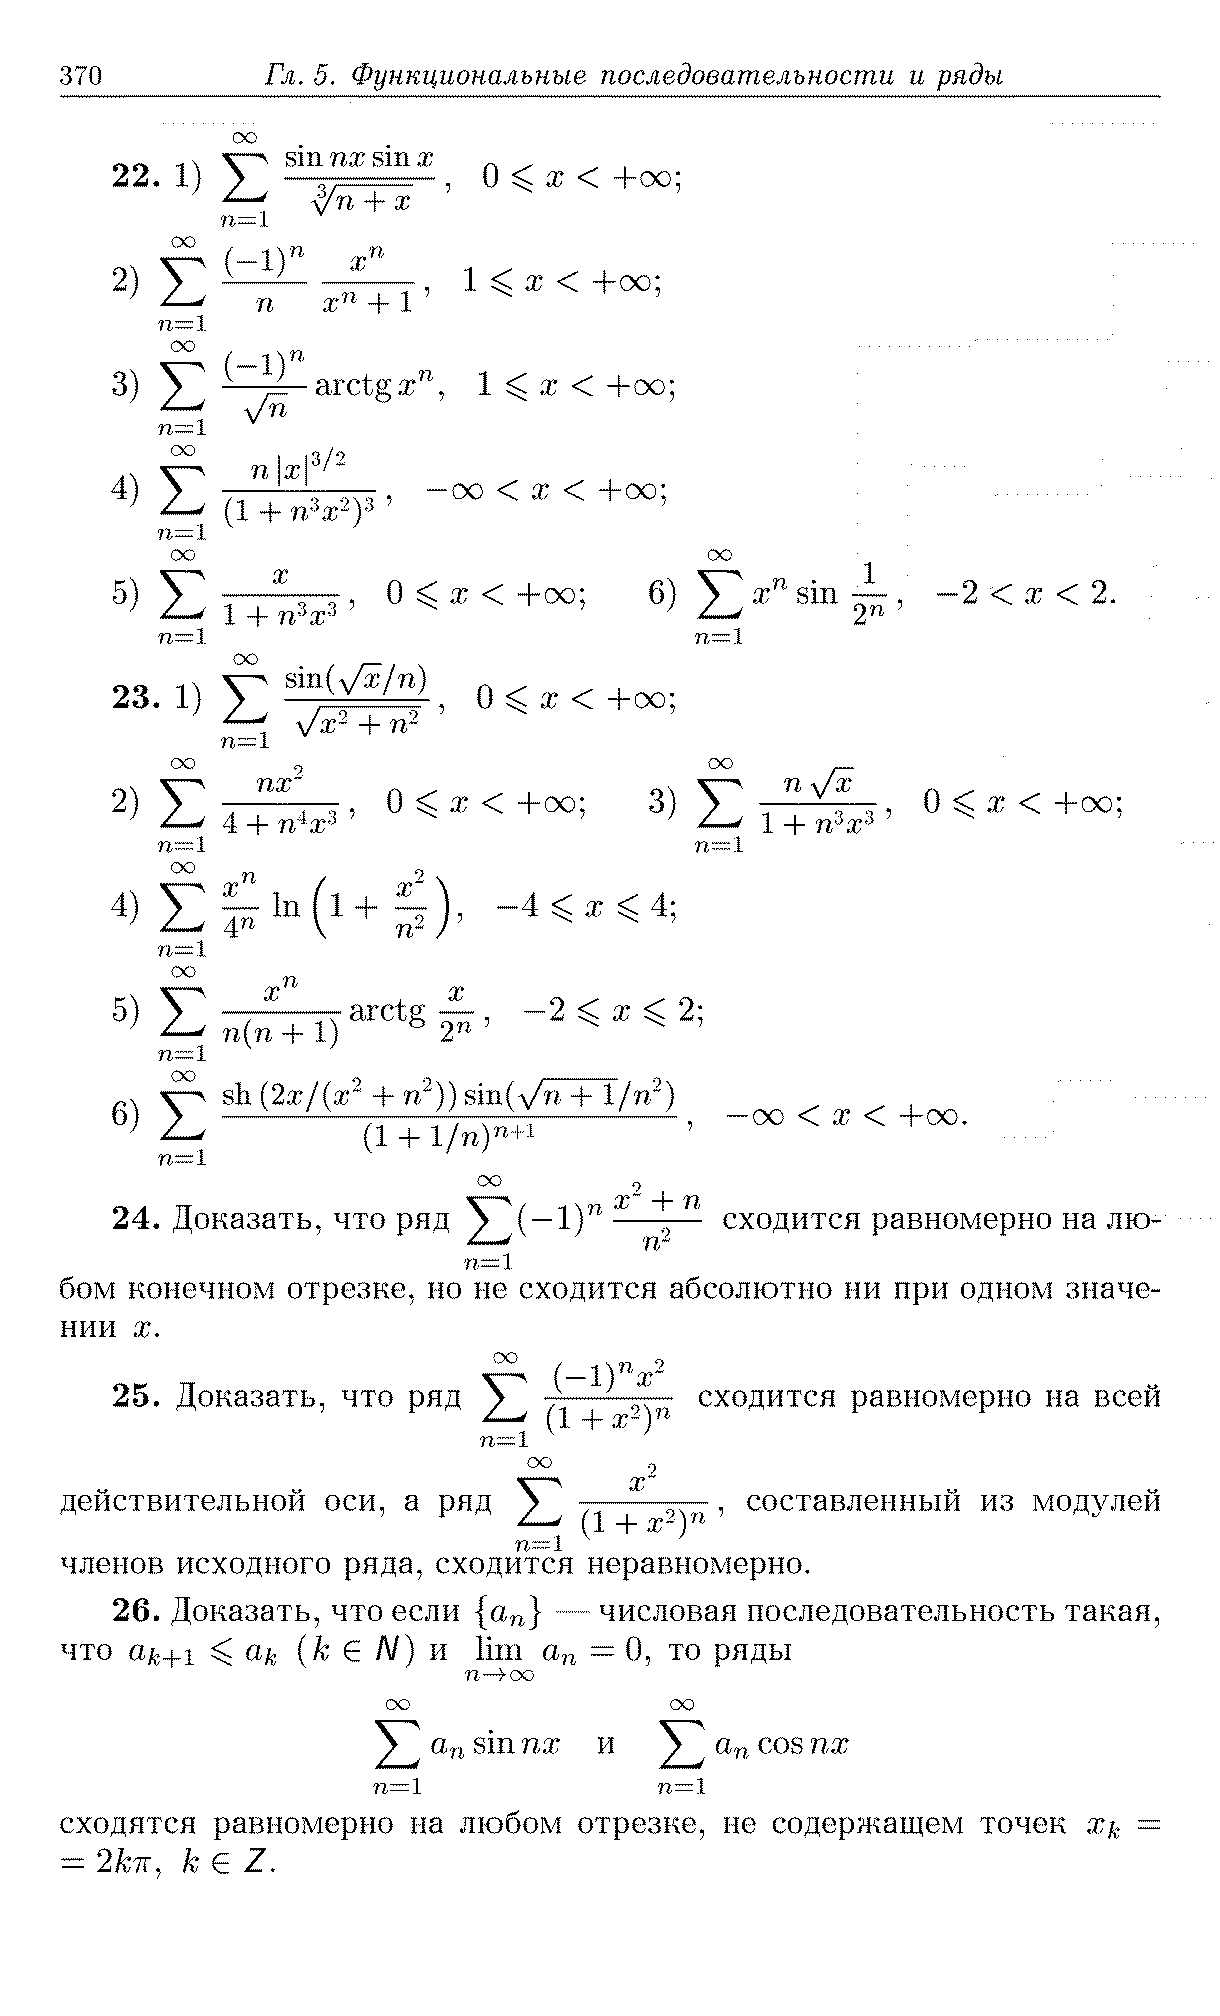 370 Гл. 5. Функциональные последовательности и ряды
22. 1) $\sum_{n=1}^{\infty} \frac{\sin nx \sin x}{\sqrt[3]{n+x}}$, $0 \leqslant x < +\infty$;
2) $\sum_{n=1}^{\infty} \frac{(-1)^n}{n} \frac{x^n}{x^n+1}$, $1 \leqslant x < +\infty$;
3) $\sum_{n=1}^{\infty} \frac{(-1)^n}{\sqrt{n}} \operatorname{arctg} x^n$, $1 \leqslant x < +\infty$;
4) $\sum_{n=1}^{\infty} \frac{n|x|^{3/2}}{(1+n^3x^2)^3}$, $-\infty < x < +\infty$;
5) $\sum_{n=1}^{\infty} \frac{x}{1+n^3x^3}$, $0 \leqslant x < +\infty$; 6) $\sum_{n=1}^{\infty} x^n \sin \frac{1}{2^n}$, $-2 < x < 2$.
23. 1) $\sum_{n=1}^{\infty} \frac{\sin(\sqrt{x}/n)}{\sqrt{x^2+n^2}}$, $0 \leqslant x < +\infty$;
2) $\sum_{n=1}^{\infty} \frac{nx^2}{4+n^4x^3}$, $0 \leqslant x < +\infty$; 3) $\sum_{n=1}^{\infty} \frac{n\sqrt{x}}{1+n^3x^3}$, $0 \leqslant x < +\infty$;
4) $\sum_{n=1}^{\infty} \frac{x^n}{4^n} \ln\left(1+\frac{x^2}{n^2}\right)$, $-4 \leqslant x \leqslant 4$;
5) $\sum_{n=1}^{\infty} \frac{x^n}{n(n+1)} \operatorname{arctg} \frac{x}{2^n}$, $-2 \leqslant x \leqslant 2$;
6) $\sum_{n=1}^{\infty} \frac{\operatorname{sh}(2x/(x^2+n^2)) \sin(\sqrt{n+1}/n^2)}{(1+1/n)^{n+1}}$, $-\infty < x < +\infty$.
24. Доказать, что ряд $\sum_{n=1}^{\infty} (-1)^n \frac{x^2+n}{n^2}$ сходится равномерно на лю-
бом конечном отрезке, но не сходится абсолютно ни при одном значе-
нии $x$.
25. Доказать, что ряд $\sum_{n=1}^{\infty} \frac{(-1)^n x^2}{(1+x^2)^n}$ сходится равномерно на всей
действительной оси, а ряд $\sum_{n=1}^{\infty} \frac{x^2}{(1+x^2)^n}$, составленный из модулей
членов исходного ряда, сходится неравномерно.
26. Доказать, что если $\{a_n\}$ — числовая последовательность такая,
что $a_{k+1} \leqslant a_k$ ($k \in N$) и $\lim_{n \to \infty} a_n = 0$, то ряды
$\sum_{n=1}^{\infty} a_n \sin nx$ и $\sum_{n=1}^{\infty} a_n \cos nx$
сходятся равномерно на любом отрезке, не содержащем точек $x_k =$
$= 2k\pi$, $k \in Z$.